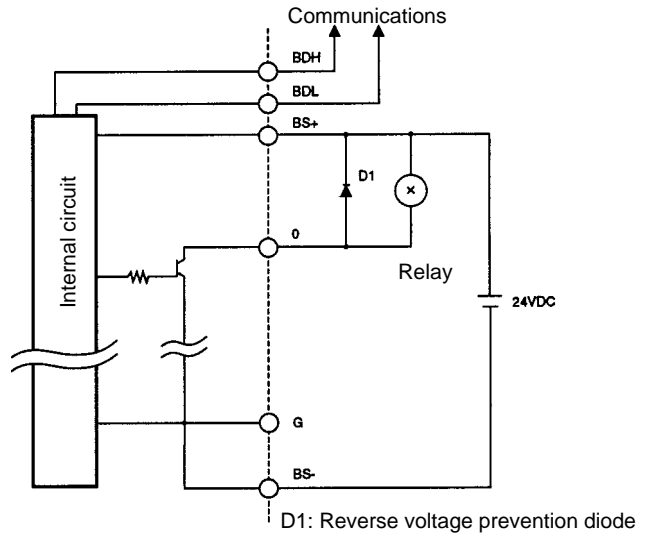 Communications
BDH
BDL
BS+
D1
0
Relay
Internal circuit
24VDC
G
BS-
D1: Reverse voltage prevention diode